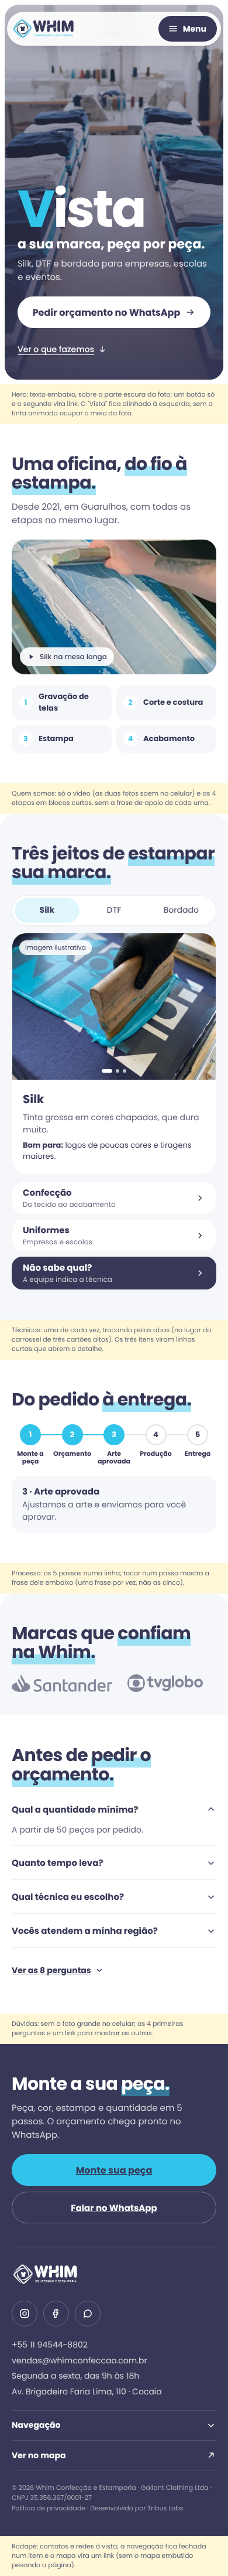 WHIM
Menu
Vista
a sua marca, peça por peça.
Silk, DTF e bordado para empresas, escolas
e eventos.
Pedir orçamento no WhatsApp
Ver o que fazemos
Hero: texto embaixo, sobre a parte escura da foto; um botão só
e o segundo vira link. O "Vista" fica alinhado à esquerda, sem a
tinta animada ocupar o meio da foto.
Uma oficina, do fio à
estampa.
Desde 2021, em Guarulhos, com todas as
etapas no mesmo lugar.
Silk na mesa longa
1 Gravação de
telas
2 Corte e costura
3 Estampa
4 Acabamento
Quem somos: só o vídeo (as duas fotos saem no celular) e as 4
etapas em blocos curtos, sem a frase de apoio de cada uma.
Três jeitos de estampar
sua marca.
Silk
DTF
Bordado
Imagem ilustrativa
Silk
Tinta grossa em cores chapadas, que dura
muito.
Bom para: logos de poucas cores e tiragens
maiores.
Confecção
Do tecido ao acabamento
Uniformes
Empresas e escolas
Não sabe qual?
A equipe indica a técnica
Técnicas: uma de cada vez, trocando pelas abas (no lugar do
carrossel de três cartões altos). Os três itens viram linhas
curtas que abrem o detalhe.
Do pedido à entrega.
1
2
3
4
5
Monte a
peça
Orçamento
Arte
aprovada
Produção
Entrega
3 · Arte aprovada
Ajustamos a arte e enviamos para você
aprovar.
Processo: os 5 passos numa linha; tocar num passo mostra a
frase dele embaixo (uma frase por vez, não as cinco).
Marcas que confiam
na Whim.
Santander
tvglobo
Antes de pedir o
orçamento.
Qual a quantidade mínima?
A partir de 50 peças por pedido.
Quanto tempo leva?
Qual técnica eu escolho?
Vocês atendem a minha região?
Ver as 8 perguntas
Dúvidas: sem a foto grande no celular; as 4 primeiras
perguntas e um link para mostrar as outras.
Monte a sua peça.
Peça, cor, estampa e quantidade em 5
passos. O orçamento chega pronto no
WhatsApp.
Monte sua peça
Falar no WhatsApp
WHIM
+55 11 94544-8802
vendas@whimconfeccao.com.br
Segunda a sexta, das 9h às 18h
Av. Brigadeiro Faria Lima, 110 · Cocaia
Navegação
Ver no mapa
© 2026 Whim Confecção e Estamparia · Gallant Clothing Ltda ·
CNPJ 35.356.367/0001-27
Política de privacidade · Desenvolvido por Tribus Labs
Rodapé: contatos e redes à vista; a navegação fica fechada
num item e o mapa vira um link (sem o mapa embutido
pesando a página).